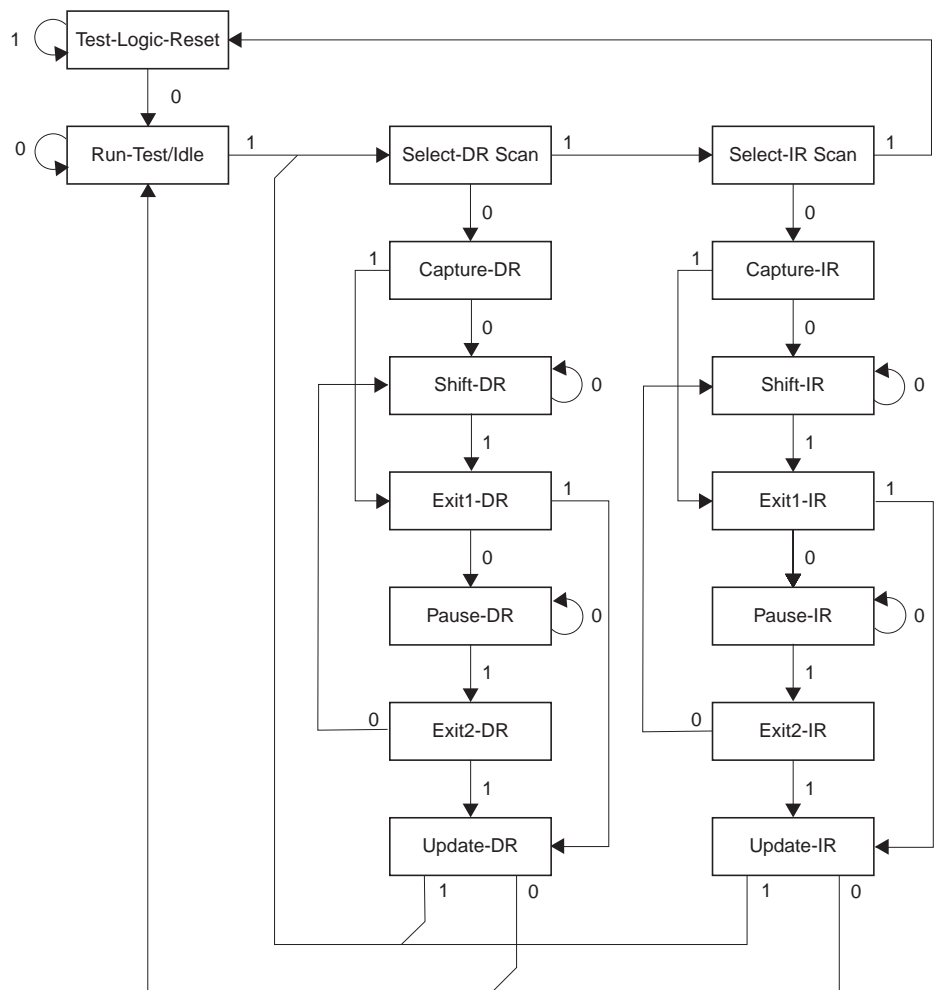 Test-Logic-Reset
1
0
Run-Test/Idle
0
1
Select-DR Scan
1
Select-IR Scan
1
0
0
1
Capture-DR
1
Capture-IR
0
0
Shift-DR
0
Shift-IR
0
1
1
Exit1-DR
1
Exit1-IR
1
0
0
Pause-DR
0
Pause-IR
0
1
1
0
Exit2-DR
0
Exit2-IR
1
1
Update-DR
Update-IR
1
0
1
0